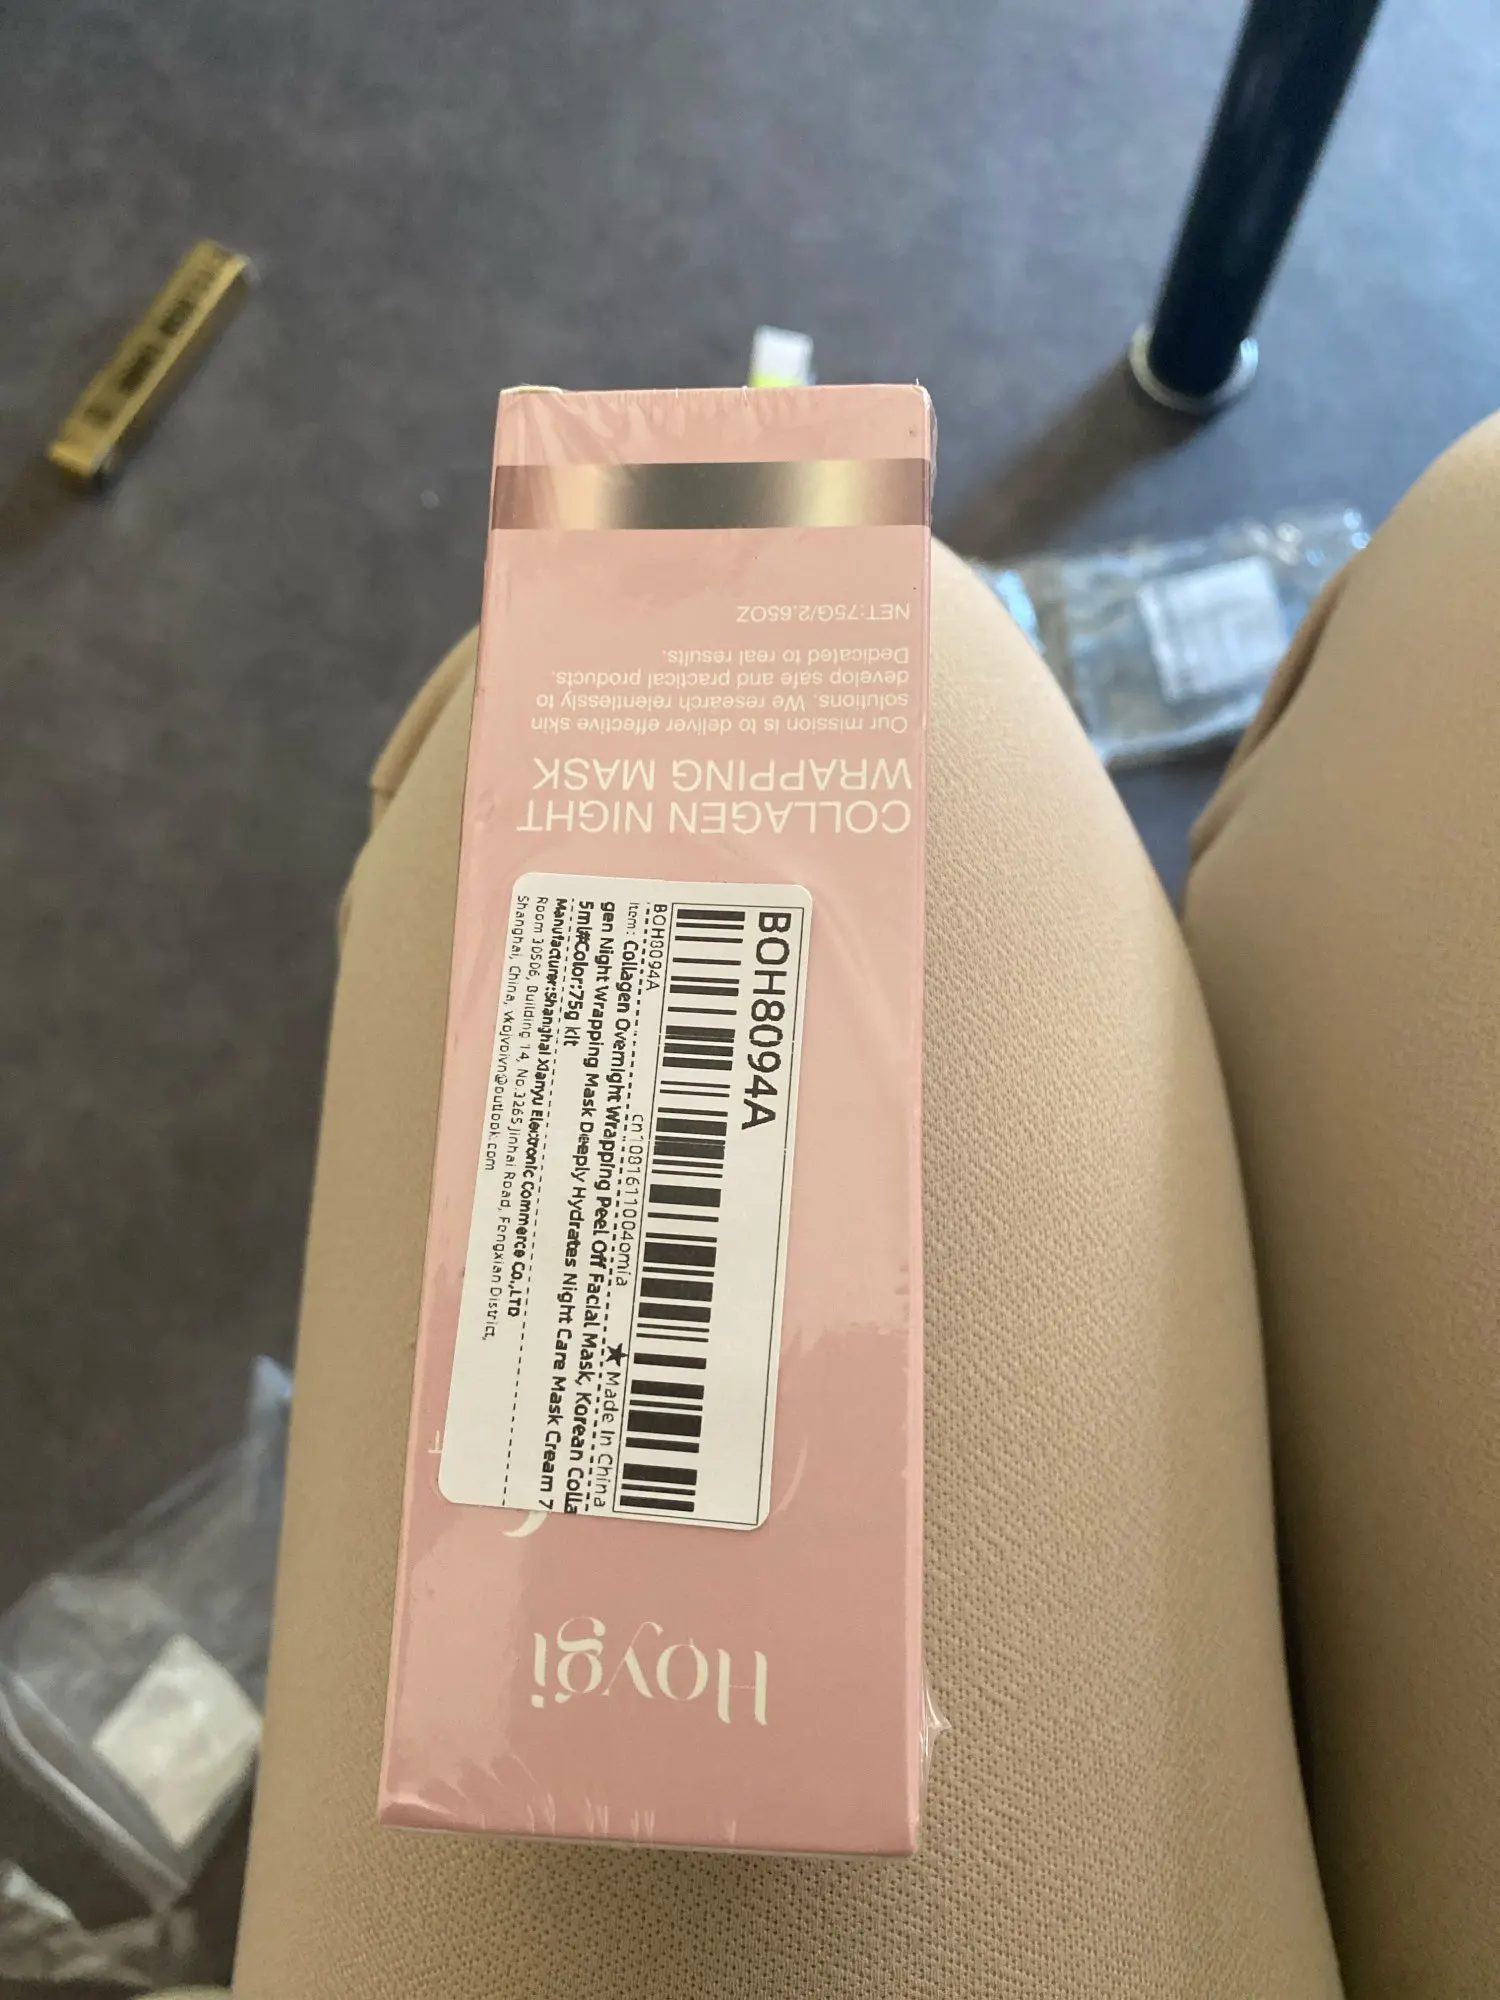 Hoygi
COLLAGEN NIGHT
WRAPPING MASK
Our mission is to deliver effective skin
solutions. We research relentlessly to
develop safe and practical products.
Dedicated to real results.
NET:75G/2.65OZ
BOH8094A
BOH8094A
cn1081611004omia
★ Made In China
Item: Collagen Overnight Wrapping Peel Off Facial Mask, Korean Colla
gen Night Wrapping Mask Deeply Hydrates Night Care Mask Cream 7
5ml#Color:75g kit
Manufacturer:Shanghai Xianyu Electronic Commerce Co.,LTD
Room 30506, Building 14, No.3265 Jinhai Road, Fengxian District,
Shanghai, China, vkojvoivn@outlook.com